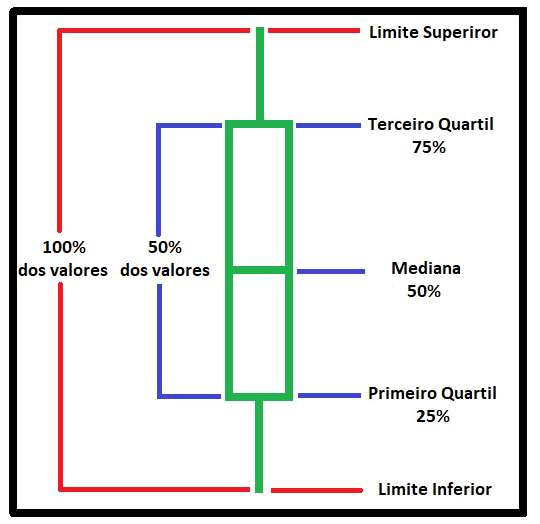 Limite Superiror
Terceiro Quartil
75%
100%
dos valores
50%
dos valores
Mediana
50%
Primeiro Quartil
25%
Limite Inferior